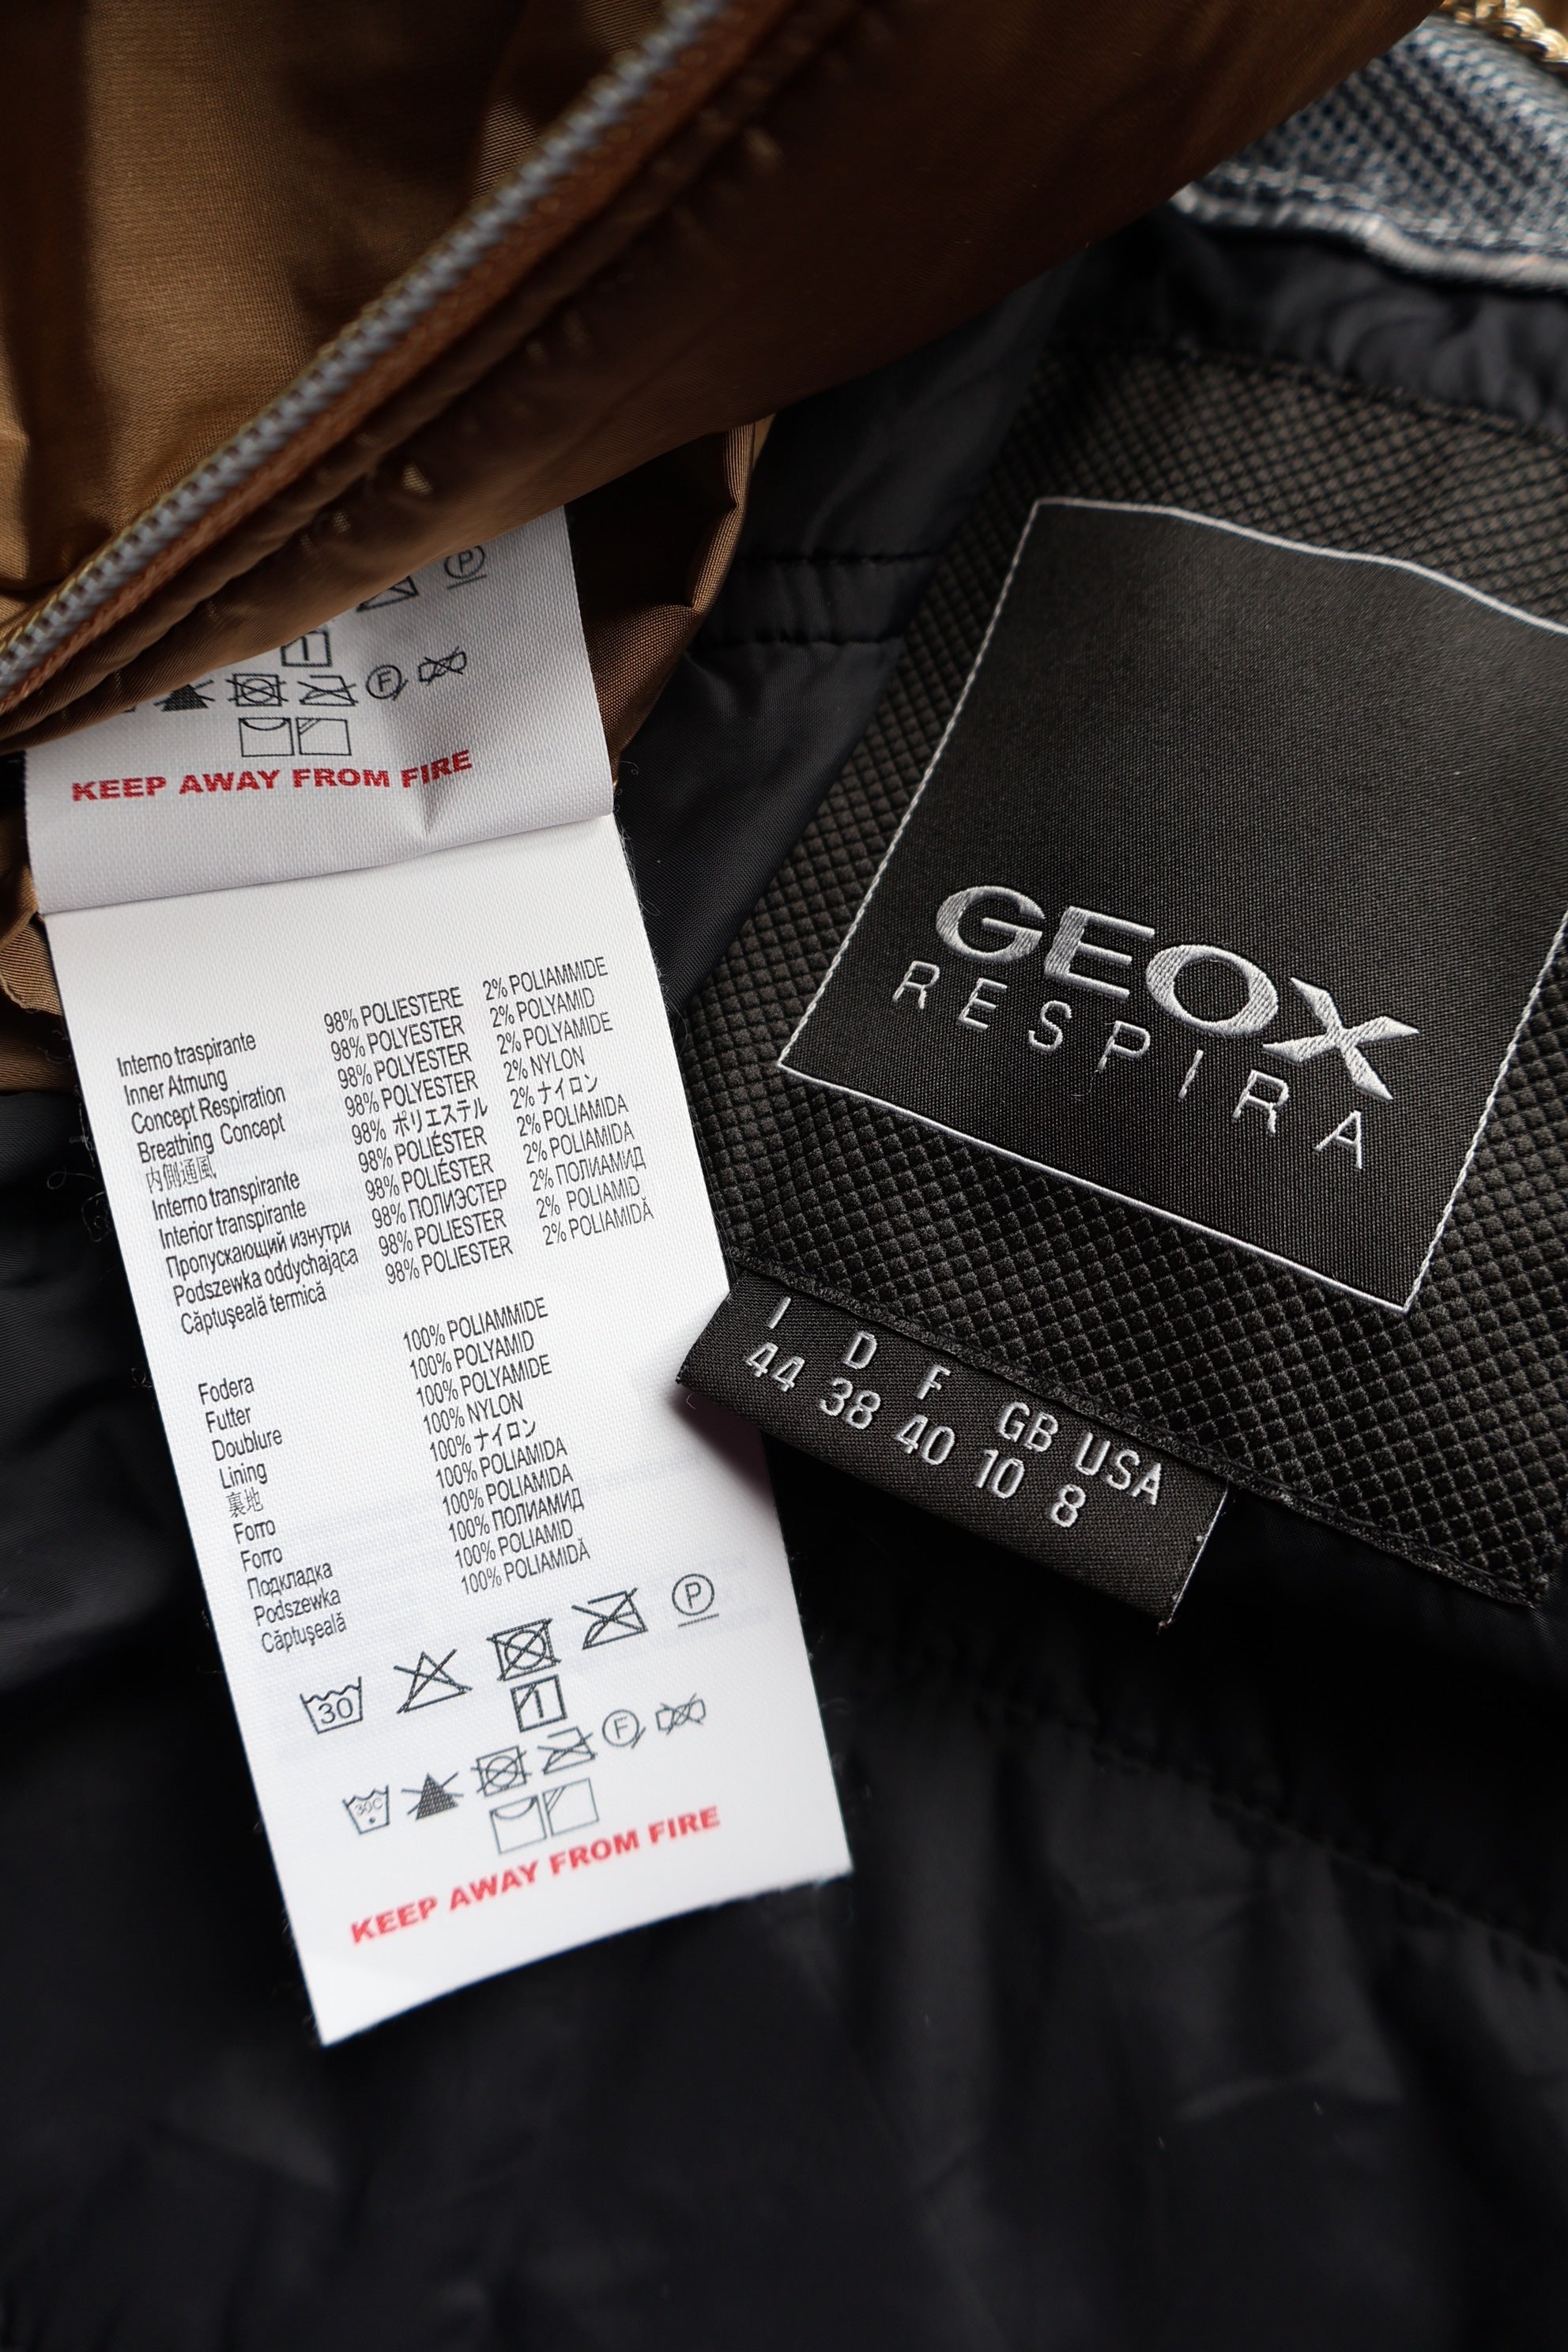 P
1
F
KEEP AWAY FROM FIRE
Interno traspirante 98% POLIESTERE 2% POLIAMMIDE
Inner Atmung 98% POLYESTER 2% POLYAMID
Concept Respiration 98% POLYESTER 2% POLYAMIDE
Breathing Concept 98% POLYESTER 2% NYLON
内側通風 98% ポリエステル 2% ナイロン
Interno transpirante 98% POLIÉSTER 2% POLIAMIDA
Interior transpirante 98% POLIÉSTER 2% POLIAMIDA
Пропускающий изнутри 98% ПОЛИЭСТЕР 2% ПОЛИАМИД
Podszewka oddychająca 98% POLIESTER 2% POLIAMID
Căptuşeală termică 98% POLIESTER 2% POLIAMIDĂ
Fodera 100% POLIAMMIDE
Futter 100% POLYAMID
Doublure 100% POLYAMIDE
Lining 100% NYLON
裏地 100% ナイロン
Forro 100% POLIAMIDA
Forro 100% POLIAMIDA
Подкладка 100% ПОЛИАМИД
Podszewka 100% POLIAMID
Căptuşeală 100% POLIAMIDĂ
30 P
1
30C F
KEEP AWAY FROM FIRE
GEOX
RESPIRA
I D F GB USA
44 38 40 10 8